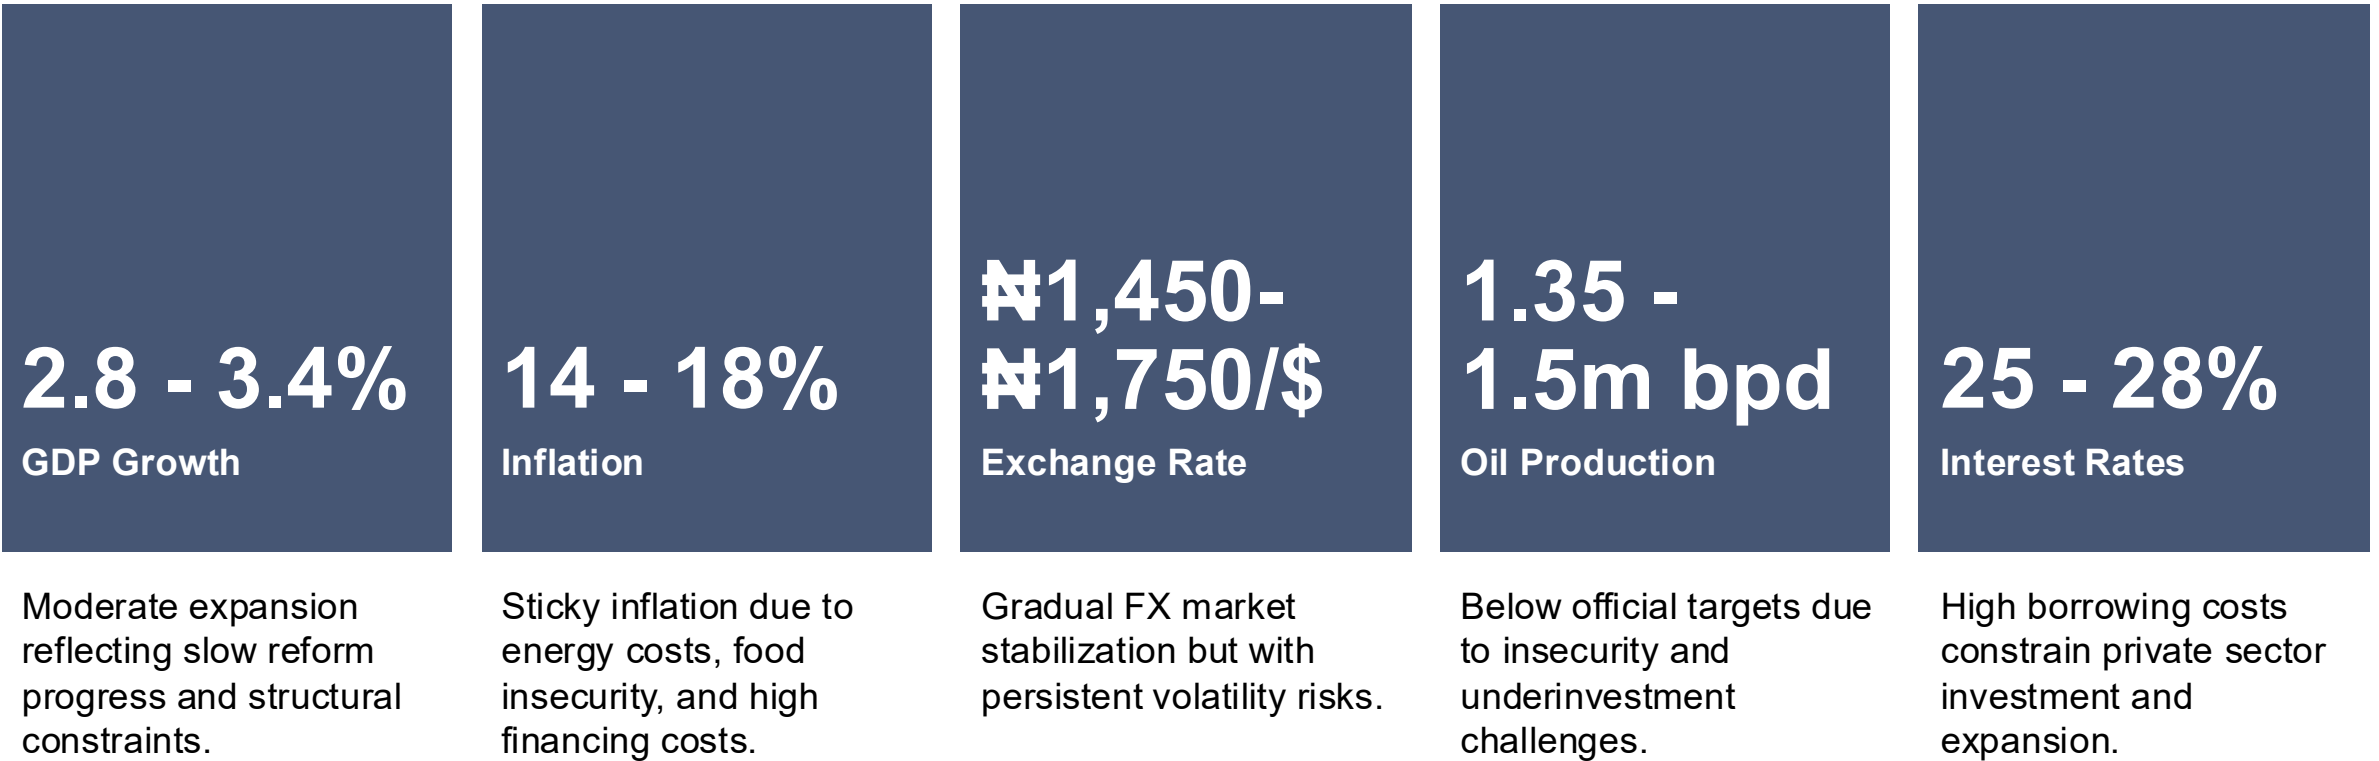 2.8 - 3.4%
GDP Growth
Moderate expansion
reflecting slow reform
progress and structural
constraints.
14 - 18%
Inflation
Sticky inflation due to
energy costs, food
insecurity, and high
financing costs.
₦1,450-
₦1,750/$
Exchange Rate
Gradual FX market
stabilization but with
persistent volatility risks.
1.35 -
1.5m bpd
Oil Production
Below official targets due
to insecurity and
underinvestment
challenges.
25 - 28%
Interest Rates
High borrowing costs
constrain private sector
investment and
expansion.